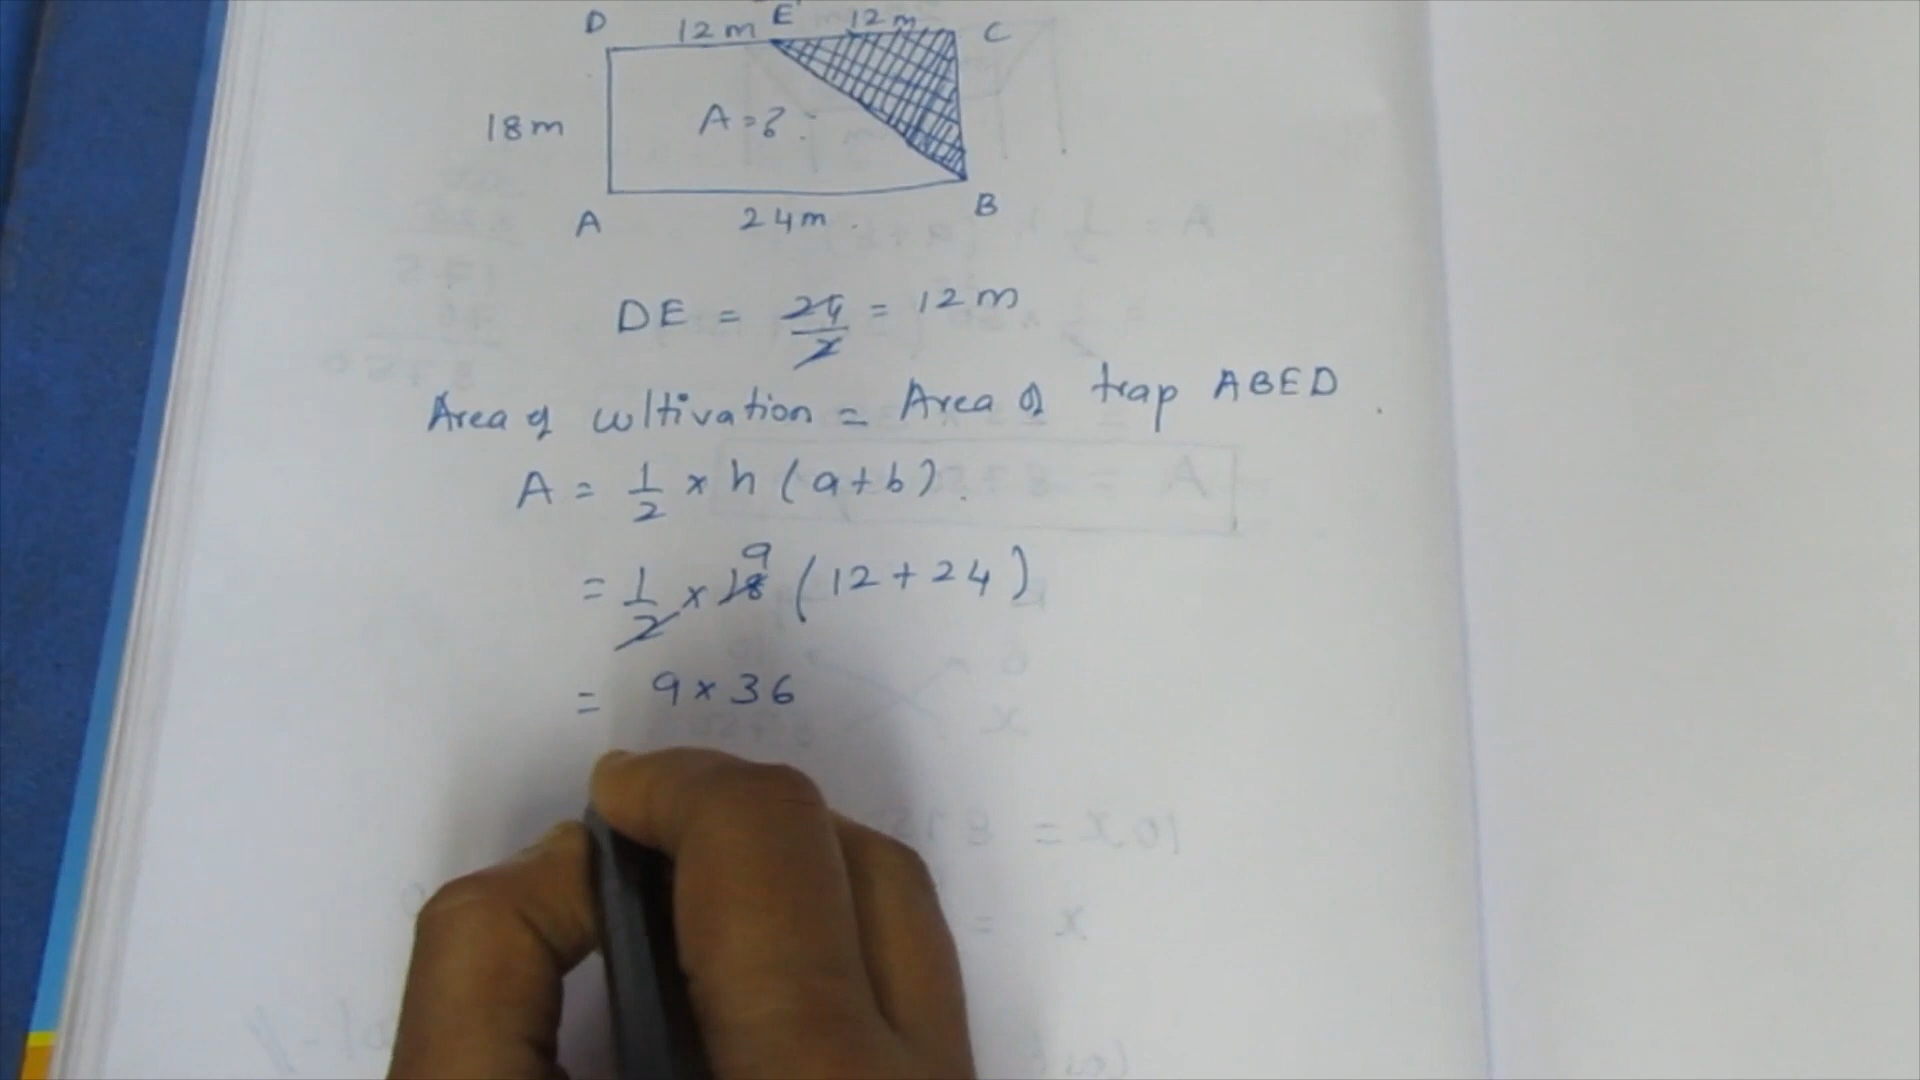 D 12m E 12m C
18m A=?
A 24m. B
DE = 24/2 = 12m
Area of cultivation = Area of trap ABED.
A = 1/2 × h (a+b).
= 1/2 × 18 9 (12+24)
= 9×36